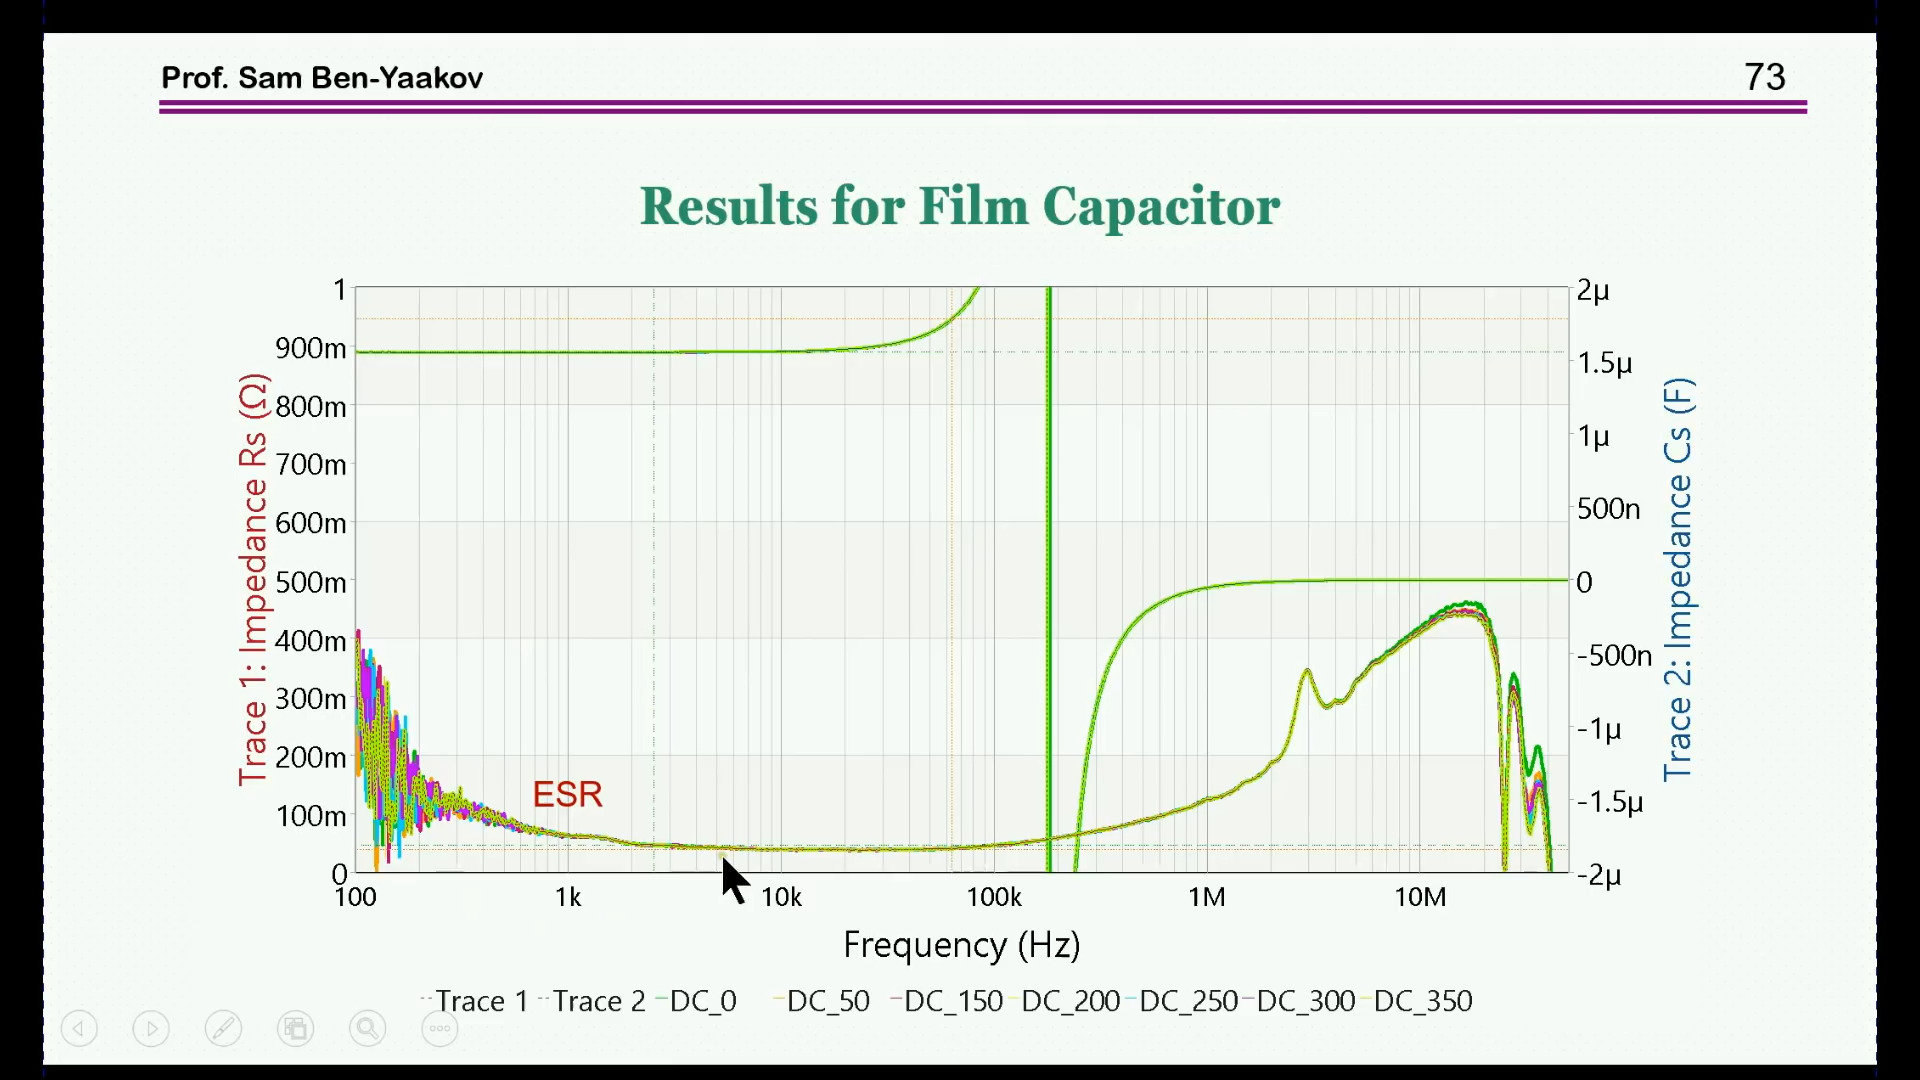 Prof. Sam Ben-Yaakov
73
Results for Film Capacitor
Trace 1: Impedance Rs (Ω)
1
900m
800m
700m
600m
500m
400m
300m
200m
100m
0
ESR
2µ
1.5µ
1µ
500n
0
-500n
-1µ
-1.5µ
-2µ
Trace 2: Impedance Cs (F)
100 1k 10k 100k 1M 10M
Frequency (Hz)
Trace 1 Trace 2 DC_0 DC_50 DC_150 DC_200 DC_250 DC_300 DC_350